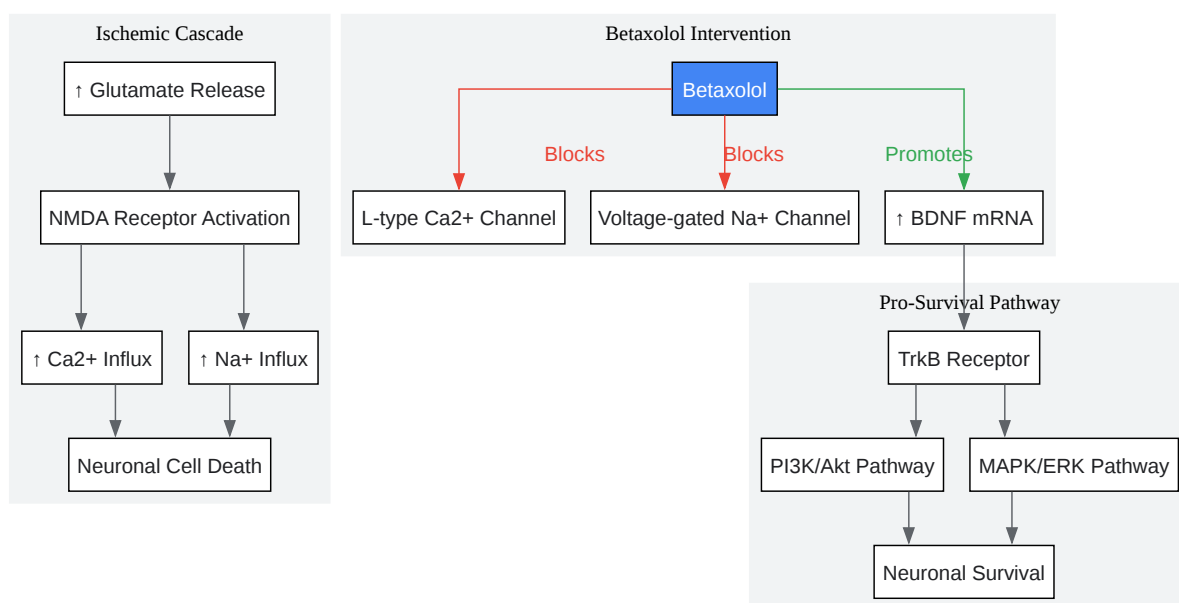 Ischemic Cascade
↑ Glutamate Release
NMDA Receptor Activation
↑ Ca2+ Influx
↑ Na+ Influx
Neuronal Cell Death
Betaxolol Intervention
Betaxolol
Blocks
Blocks
Promotes
L-type Ca2+ Channel
Voltage-gated Na+ Channel
↑ BDNF mRNA
Pro-Survival Pathway
TrkB Receptor
PI3K/Akt Pathway
MAPK/ERK Pathway
Neuronal Survival